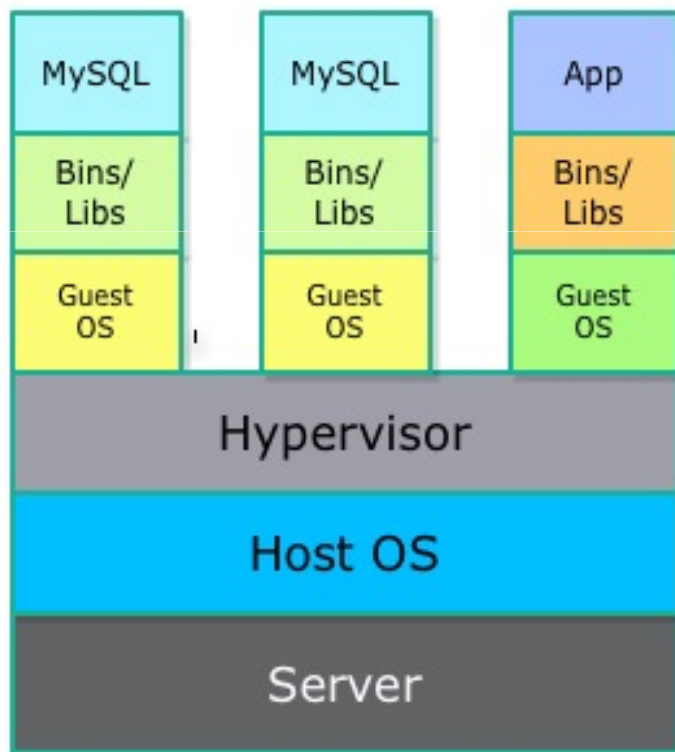 MySQL
MySQL
App
Bins/
Libs
Bins/
Libs
Bins/
Libs
Guest
OS
Guest
OS
Guest
OS
Hypervisor
Host OS
Server